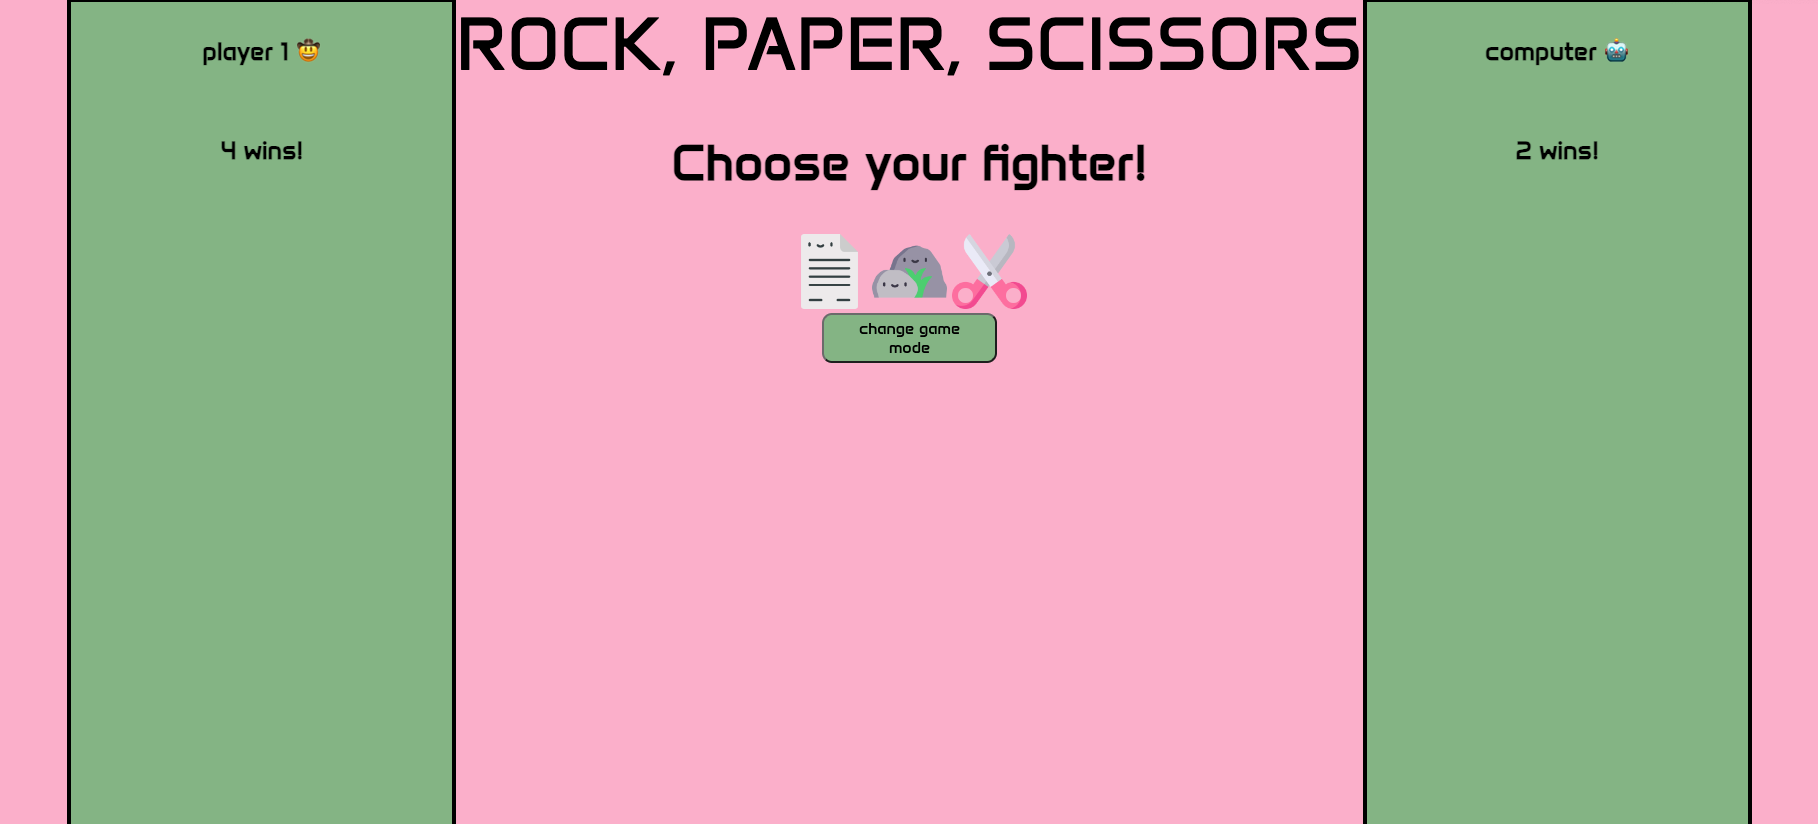 player 1 🤠
4 wins!
ROCK, PAPER, SCISSORS
Choose your fighter!
change game
mode
computer 🤖
2 wins!